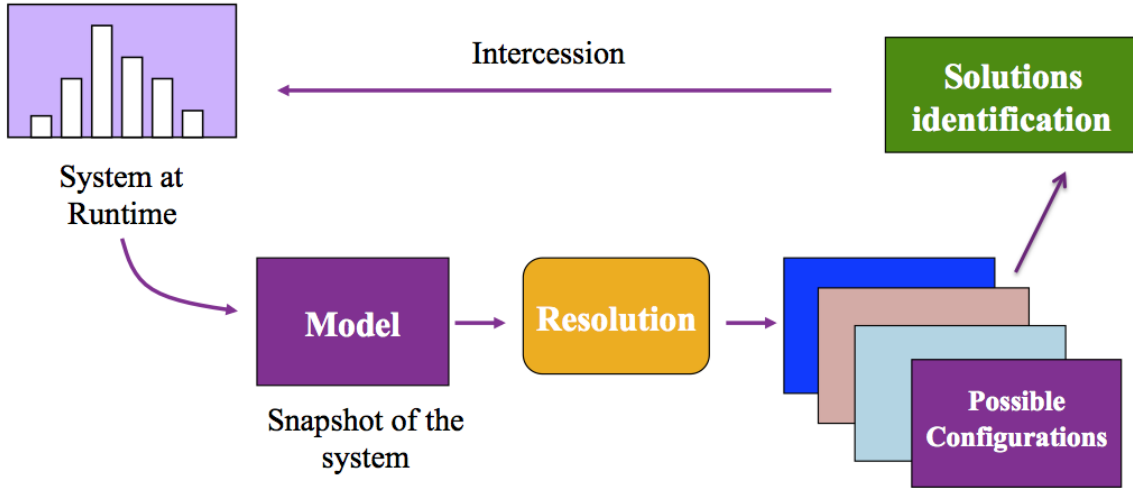 Intercession
Solutions
identification
System at
Runtime
Model
Resolution
Snapshot of the
system
Possible
Configurations